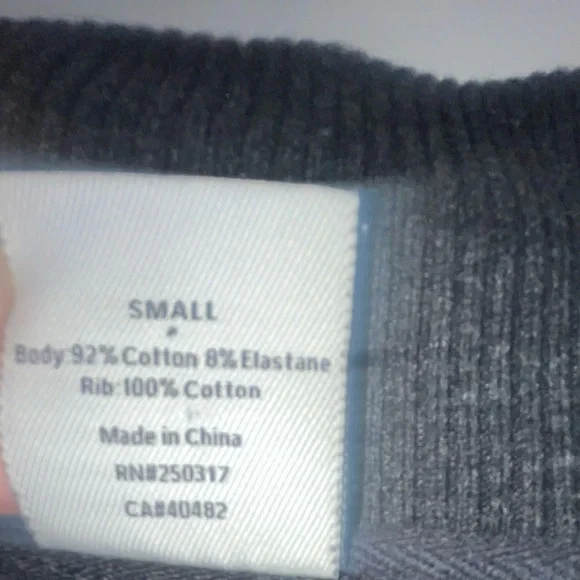 SMALL
Body:92% Cotton 8% Elastane
Rib:100% Cotton
Made in China
RN#250317
CA#40482